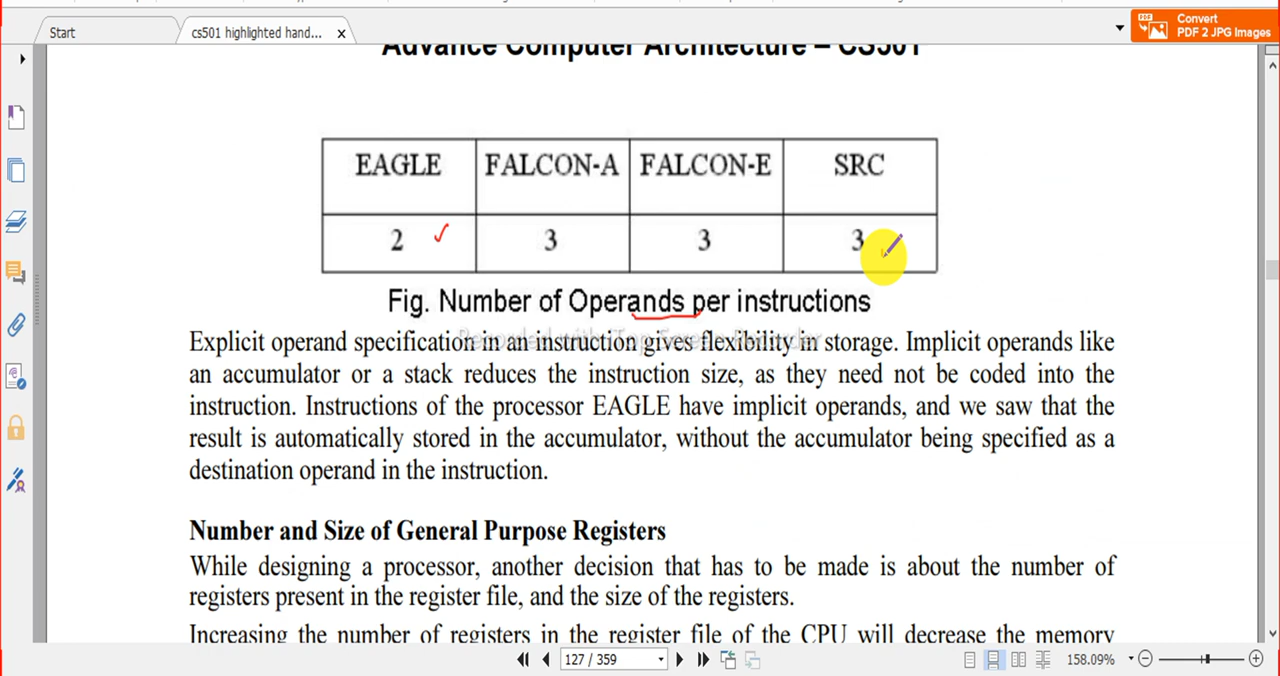 Start
cs501 highlighted hand...
Convert
PDF 2 JPG Images
Advance Computer Architecture – CS501
EAGLE FALCON-A FALCON-E SRC
2 3 3 3
Fig. Number of Operands per instructions
Recorded with iTop Screen Recorder
Explicit operand specification in an instruction gives flexibility in storage. Implicit operands like
an accumulator or a stack reduces the instruction size, as they need not be coded into the
instruction. Instructions of the processor EAGLE have implicit operands, and we saw that the
result is automatically stored in the accumulator, without the accumulator being specified as a
destination operand in the instruction.
Number and Size of General Purpose Registers
While designing a processor, another decision that has to be made is about the number of
registers present in the register file, and the size of the registers.
Increasing the number of registers in the register file of the CPU will decrease the memory
127 / 359
158.09%